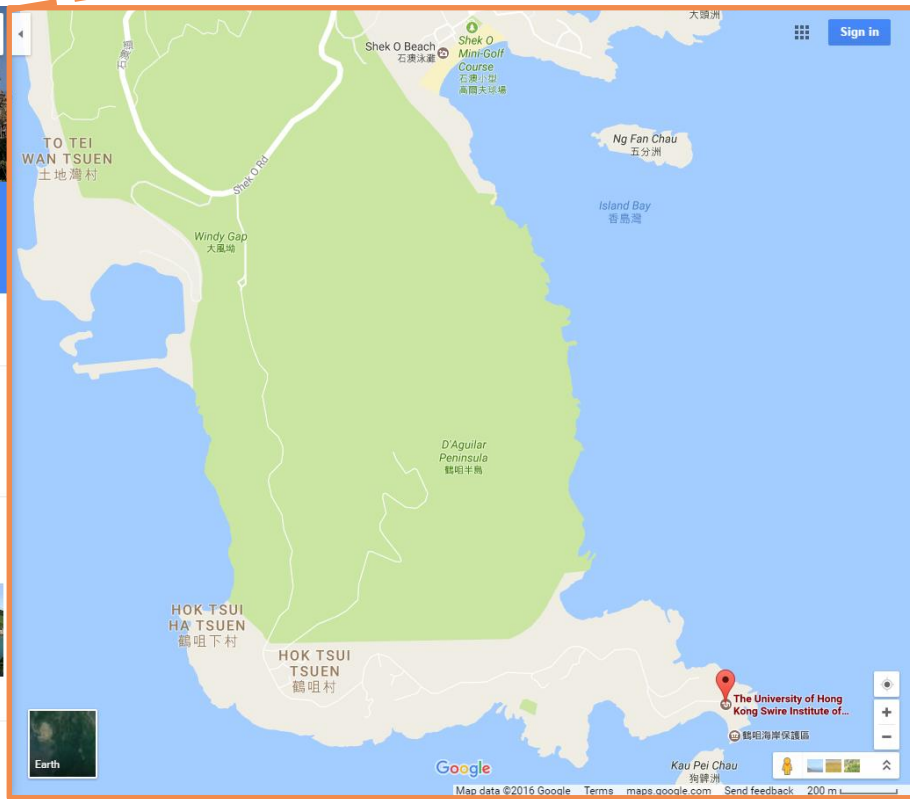 大頭洲
Sign in
Shek O Beach
石澳泳灘
Shek O
Mini-Golf
Course
石澳小型
高爾夫球場
石澳道
Ng Fan Chau
五分洲
TO TEI
WAN TSUEN
土地灣村
Shek O Rd
Island Bay
香島灣
Windy Gap
大風坳
D'Aguilar
Peninsula
鶴咀半島
HOK TSUI
HA TSUEN
鶴咀下村
HOK TSUI
TSUEN
鶴咀村
The University of Hong
Kong Swire Institute of...
鶴咀海岸保護區
Earth
Google
Kau Pei Chau
狗髀洲
Map data ©2016 Google Terms maps.google.com Send feedback 200 m